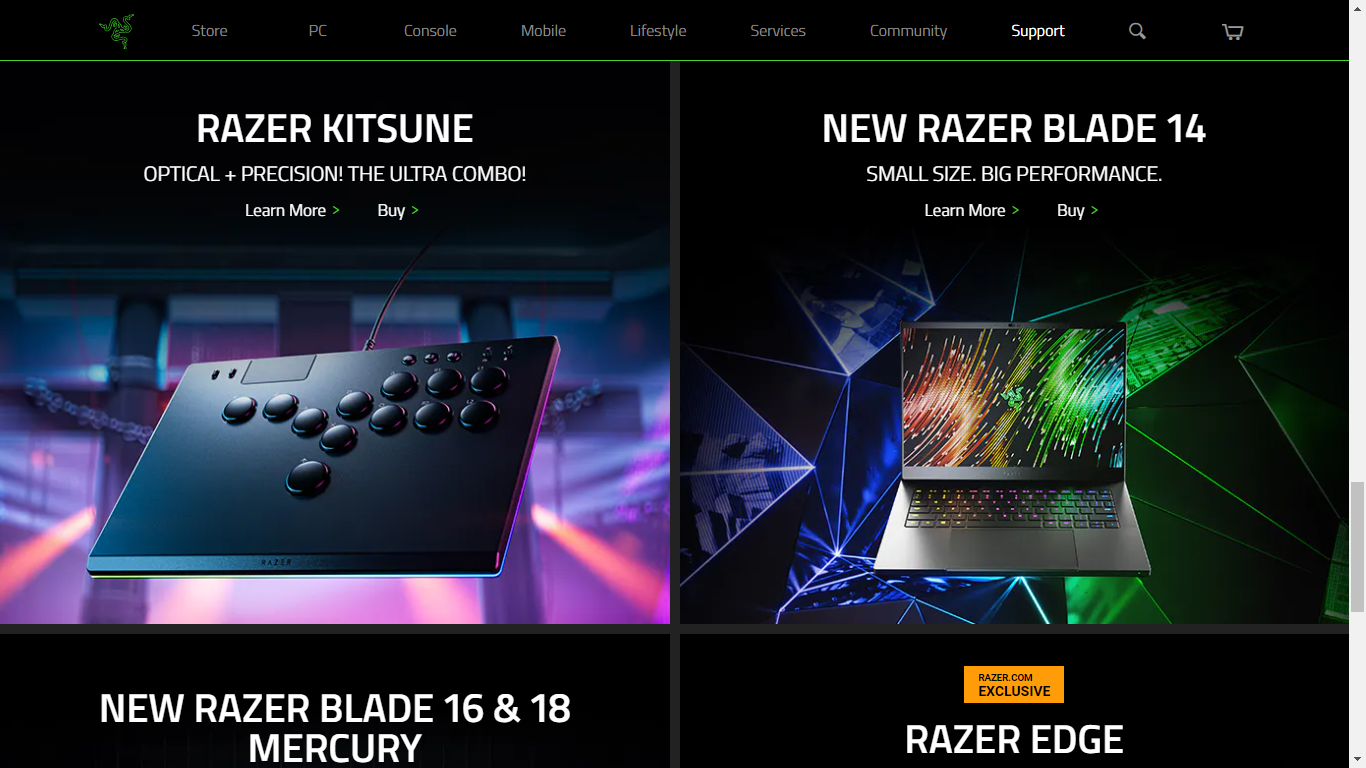 Store PC Console Mobile Lifestyle Services Community Support
RAZER KITSUNE
OPTICAL + PRECISION! THE ULTRA COMBO!
Learn More > Buy >
RAZER
NEW RAZER BLADE 14
SMALL SIZE. BIG PERFORMANCE.
Learn More > Buy >
NEW RAZER BLADE 16 & 18
MERCURY
RAZER.COM
EXCLUSIVE
RAZER EDGE